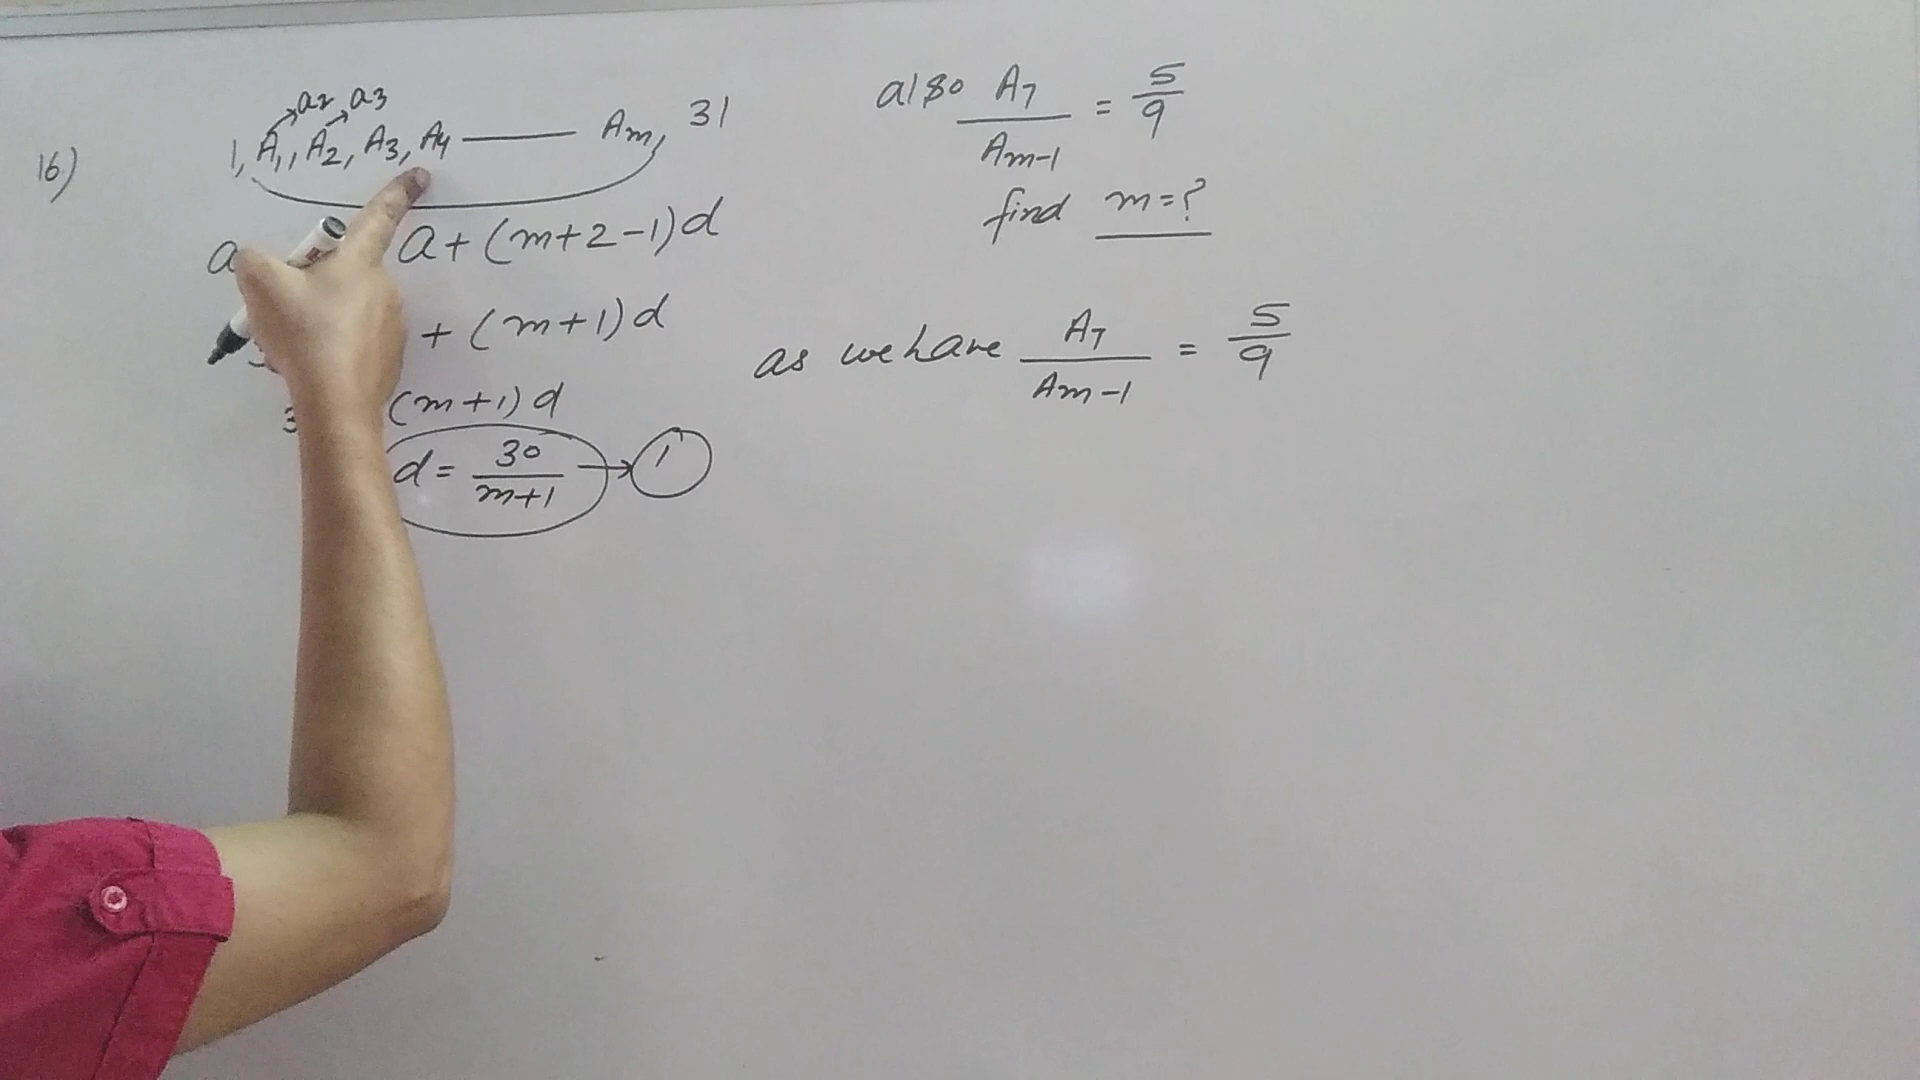 16)
a2 a3
1, A1, A2, A3, A4 ——— Am, 31
a a + (m+2-1)d
+ (m+1)d
3 (m+1)d
d = 30/m+1 → 1
also A7/Am-1 = 5/9
find m=?
as we have A7/Am-1 = 5/9